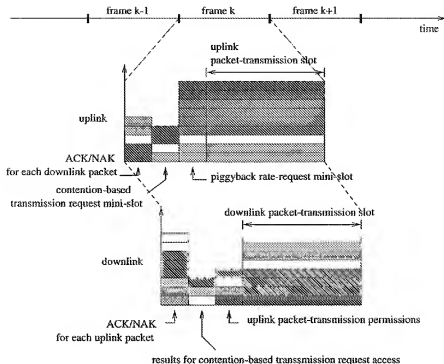 frame k-1
frame k
frame k+1
time
uplink
packet-transmission slot
uplink
ACK/NAK
for each downlink packet
piggyback rate-request mini-slot
contention-based
transmission request mini-slot
downlink packet-transmission slot
downlink
ACK/NAK
for each uplink packet
uplink packet-transmission permissions
results for contention-based transstmission request access